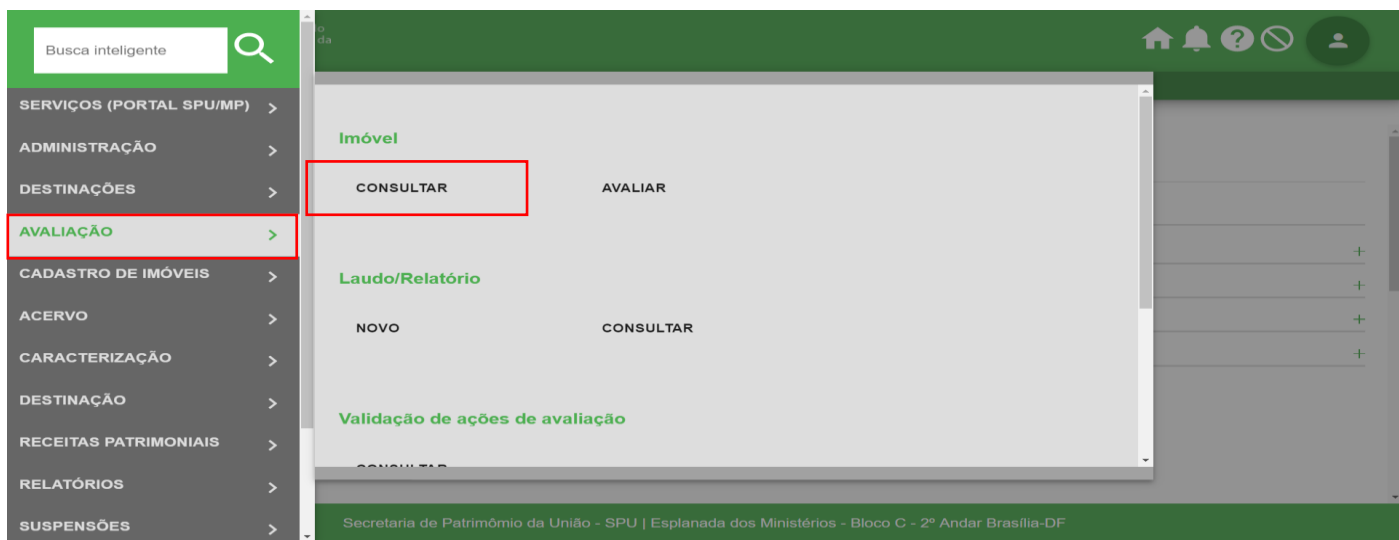 Busca inteligente
SERVIÇOS (PORTAL SPU/MP)
ADMINISTRAÇÃO
DESTINAÇÕES
AVALIAÇÃO
CADASTRO DE IMÓVEIS
ACERVO
CARACTERIZAÇÃO
DESTINAÇÃO
RECEITAS PATRIMONIAIS
RELATÓRIOS
SUSPENSÕES
Imóvel
CONSULTAR AVALIAR
Laudo/Relatório
NOVO CONSULTAR
Validação de ações de avaliação
CONSULTAR
Secretaria de Patrimômio da União - SPU | Esplanada dos Ministérios - Bloco C - 2º Andar Brasília-DF